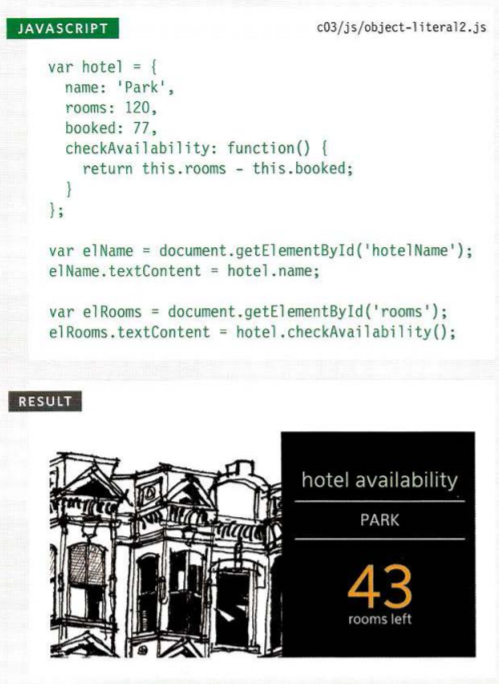 JAVASCRIPT
c03/js/object-literal2.js
var hotel = {
  name: 'Park',
  rooms: 120,
  booked: 77,
  checkAvailability: function() {
    return this.rooms - this.booked;
  }
};
var elName = document.getElementById('hotelName');
elName.textContent = hotel.name;
var elRooms = document.getElementById('rooms');
elRooms.textContent = hotel.checkAvailability();
RESULT
hotel availability
PARK
43
rooms left